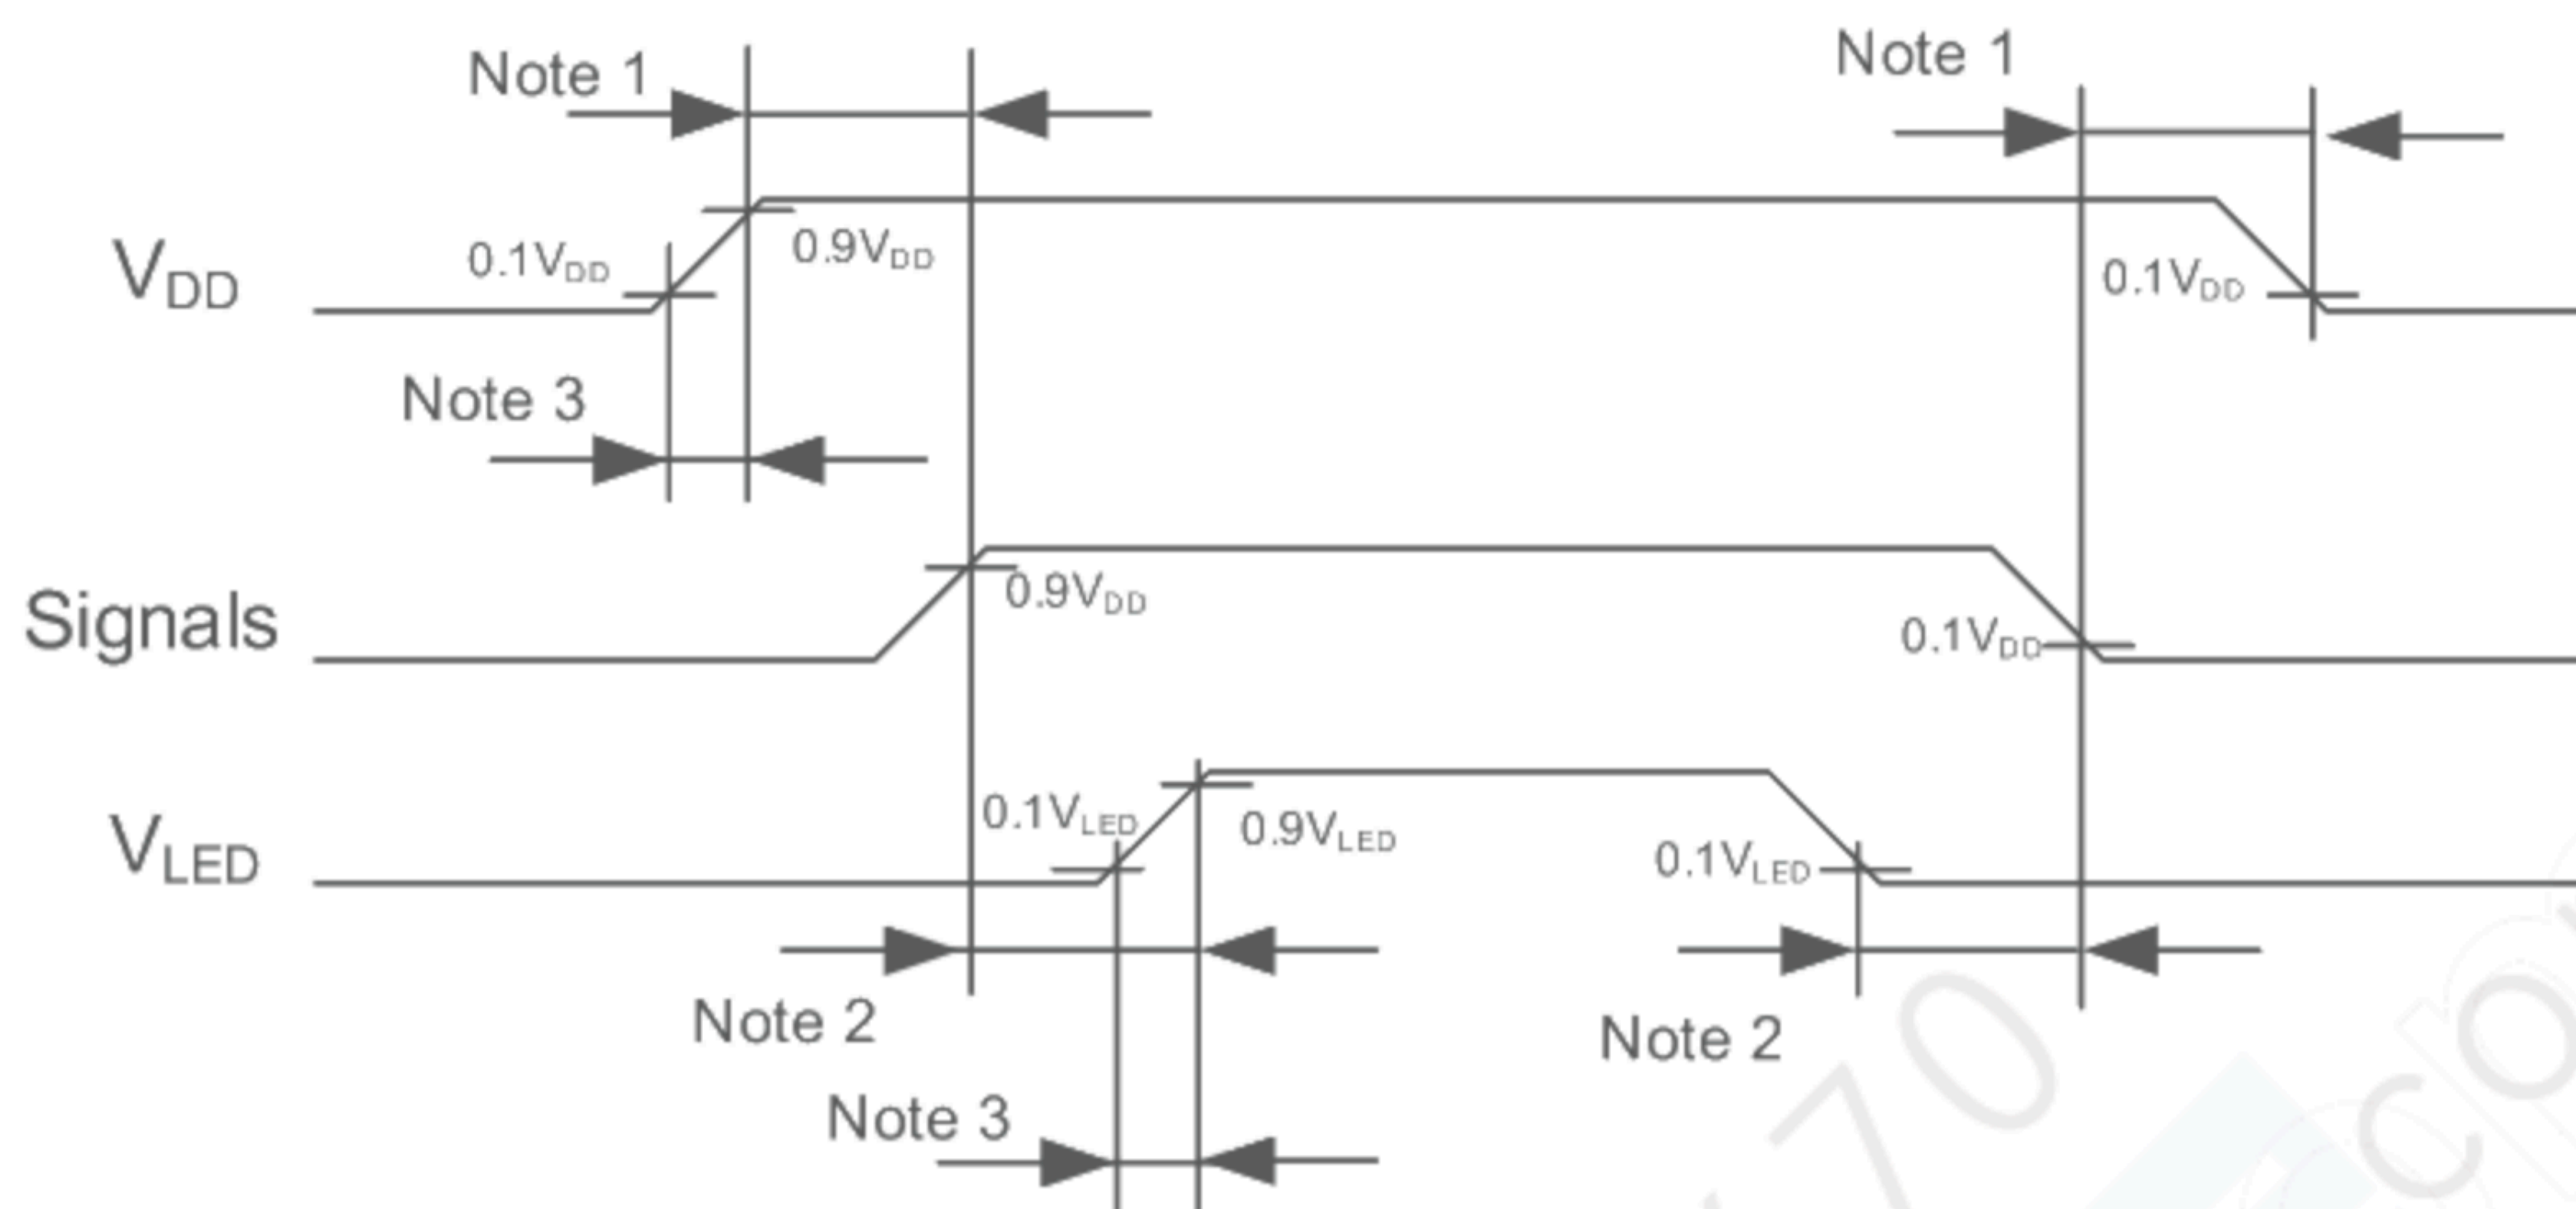 Note 1
Note 1
0.1VDD
0.9VDD
VDD
0.1VDD
Note 3
Signals
0.9VDD
0.1VDD
0.1VLED
0.9VLED
VLED
0.1VLED
Note 2
Note 2
Note 3
70